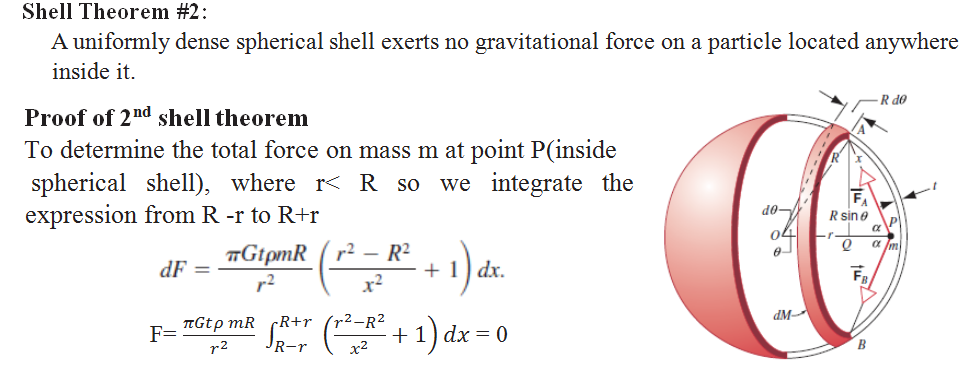 Shell Theorem #2:
A uniformly dense spherical shell exerts no gravitational force on a particle located anywhere
inside it.
Proof of 2nd shell theorem
To determine the total force on mass m at point P(inside
spherical shell), where r< R so we integrate the
expression from R -r to R+r
dF = πGtρmR / r² ( r² − R² / x² + 1 ) dx.
F= πGtρ mR / r² ∫_{R−r}^{R+r} ( r²−R² / x² + 1 ) dx = 0
R dθ
A
R x
t
F⃗A
dθ
R sin θ
P
α
O r
Q α m
θ
F⃗B
dM
B